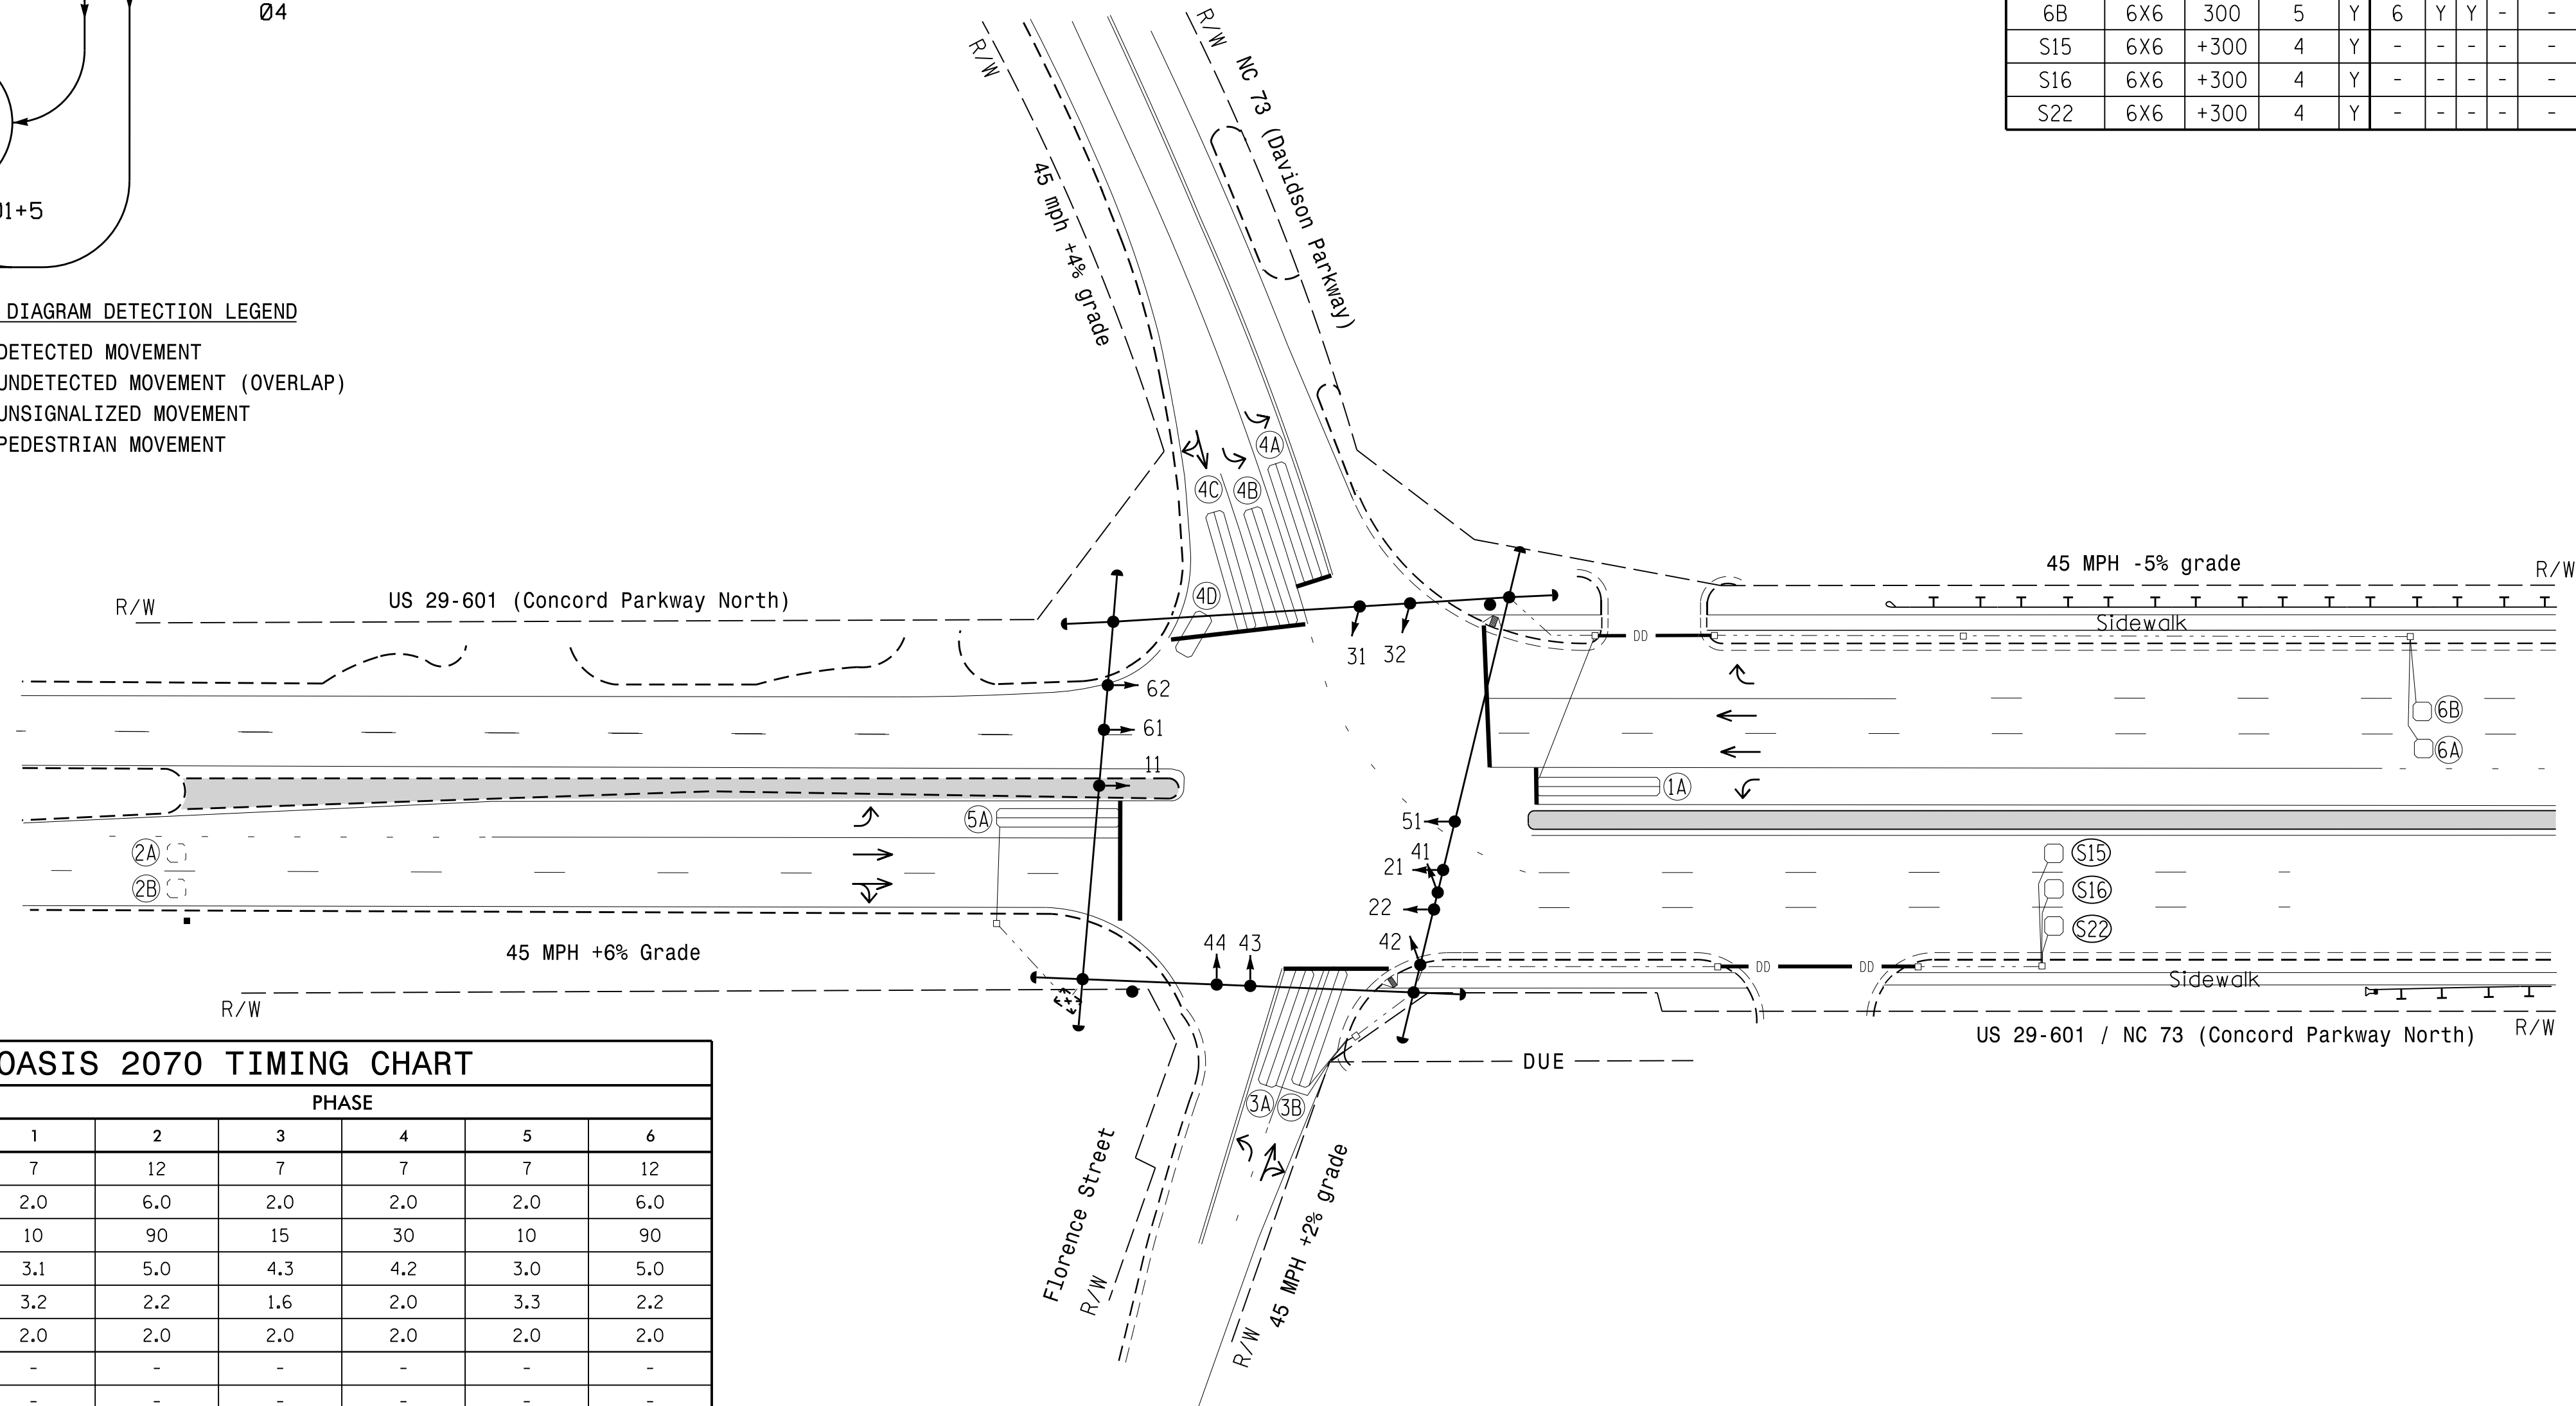 Ø4
6B 6X6 300 5 Y 6 Y Y - -
S15 6X6 +300 4 Y - - - - -
S16 6X6 +300 4 Y - - - - -
S22 6X6 +300 4 Y - - - - -
R/W
R/W
NC 73 (Davidson Parkway)
45 mph +4% grade
01+5
DIAGRAM DETECTION LEGEND
DETECTED MOVEMENT
UNDETECTED MOVEMENT (OVERLAP)
UNSIGNALIZED MOVEMENT
PEDESTRIAN MOVEMENT
4A
4C
4B
4D
R/W
US 29-601 (Concord Parkway North)
45 MPH -5% grade
R/W
Sidewalk
DD
31
32
62
61
11
6B
6A
1A
5A
51
41
21
22
42
2A
2B
S15
S16
S22
44
43
45 MPH +6% Grade
R/W
DD
DD
Sidewalk
US 29-601 / NC 73 (Concord Parkway North)
R/W
DUE
3A
3B
Florence Street
R/W
45 MPH +2% grade
R/W
OASIS 2070 TIMING CHART
PHASE
1 2 3 4 5 6
7 12 7 7 7 12
2.0 6.0 2.0 2.0 2.0 6.0
10 90 15 30 10 90
3.1 5.0 4.3 4.2 3.0 5.0
3.2 2.2 1.6 2.0 3.3 2.2
2.0 2.0 2.0 2.0 2.0 2.0
- - - - - -
- - - - - -